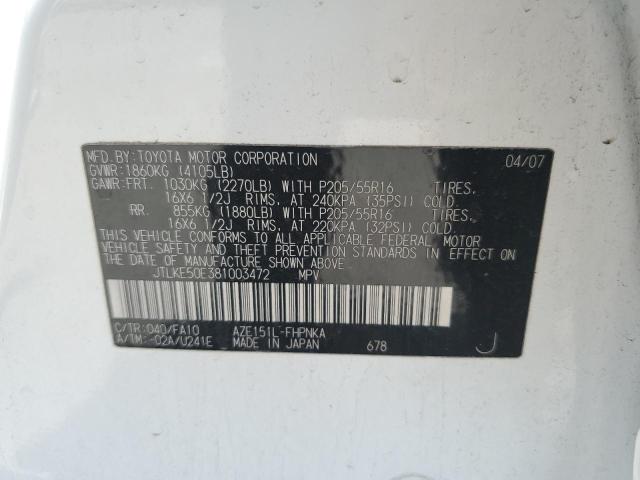 MFD.BY:TOYOTA MOTOR CORPORATION 04/07
GVWR:1860KG (4105LB)
GAWR:FRT. 1030KG (2270LB) WITH P205/55R16 TIRES,
16X6 1/2J RIMS, AT 240KPA (35PSI) COLD.
RR. 855KG (1880LB) WITH P205/55R16 TIRES,
16X6 1/2J RIMS, AT 220KPA (32PSI) COLD.
THIS VEHICLE CONFORMS TO ALL APPLICABLE FEDERAL MOTOR
VEHICLE SAFETY AND THEFT PREVENTION STANDARDS IN EFFECT ON
THE DATE OF MANUFACTURE SHOWN ABOVE.
JTLKE50E381003472 MPV
C/TR:040/FA10 AZE151L-FHPNKA
A/TM:-02A/U241E MADE IN JAPAN 678 J